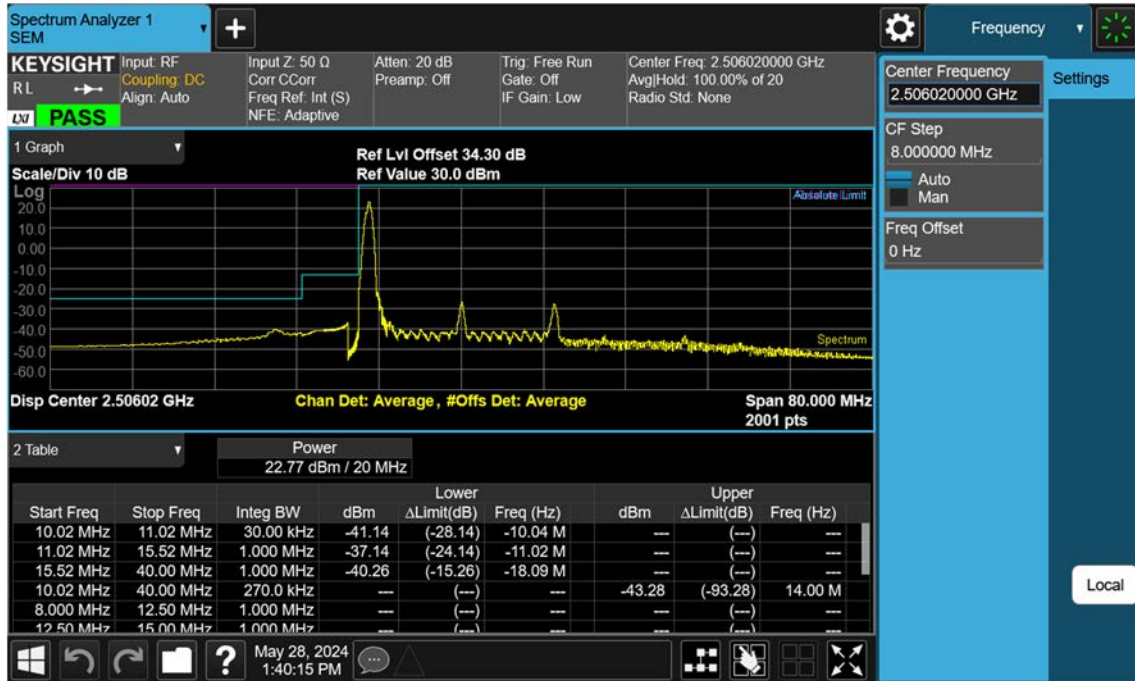 Spectrum Analyzer 1
SEM
Frequency
KEYSIGHT
R L
LXI PASS
Input: RF
Coupling: DC
Align: Auto
Input Z: 50 Ω
Corr CCorr
Freq Ref: Int (S)
NFE: Adaptive
Atten: 20 dB
Preamp: Off
Trig: Free Run
Gate: Off
IF Gain: Low
Center Freq: 2.506020000 GHz
Avg|Hold: 100.00% of 20
Radio Std: None
Center Frequency
2.506020000 GHz
Settings
CF Step
8.000000 MHz
Auto
Man
Freq Offset
0 Hz
Local
1 Graph
Ref Lvl Offset 34.30 dB
Scale/Div 10 dB
Ref Value 30.0 dBm
Log
20.0
10.0
0.00
-10.0
-20.0
-30.0
-40.0
-50.0
-60.0
Absolute Limit
Spectrum
Disp Center 2.50602 GHz
Chan Det: Average, #Offs Det: Average
Span 80.000 MHz
2001 pts
2 Table
Power
22.77 dBm / 20 MHz
Lower Upper
Start Freq Stop Freq Integ BW dBm ΔLimit(dB) Freq (Hz) dBm ΔLimit(dB) Freq (Hz)
10.02 MHz 11.02 MHz 30.00 kHz -41.14 (-28.14) -10.04 M --- (---) ---
11.02 MHz 15.52 MHz 1.000 MHz -37.14 (-24.14) -11.02 M --- (---) ---
15.52 MHz 40.00 MHz 1.000 MHz -40.26 (-15.26) -18.09 M --- (---) ---
10.02 MHz 40.00 MHz 270.0 kHz --- (---) --- -43.28 (-93.28) 14.00 M
8.000 MHz 12.50 MHz 1.000 MHz --- (---) --- --- (---) ---
12.50 MHz 15.00 MHz 1.000 MHz --- (---) --- --- (---) ---
?
May 28, 2024
1:40:15 PM